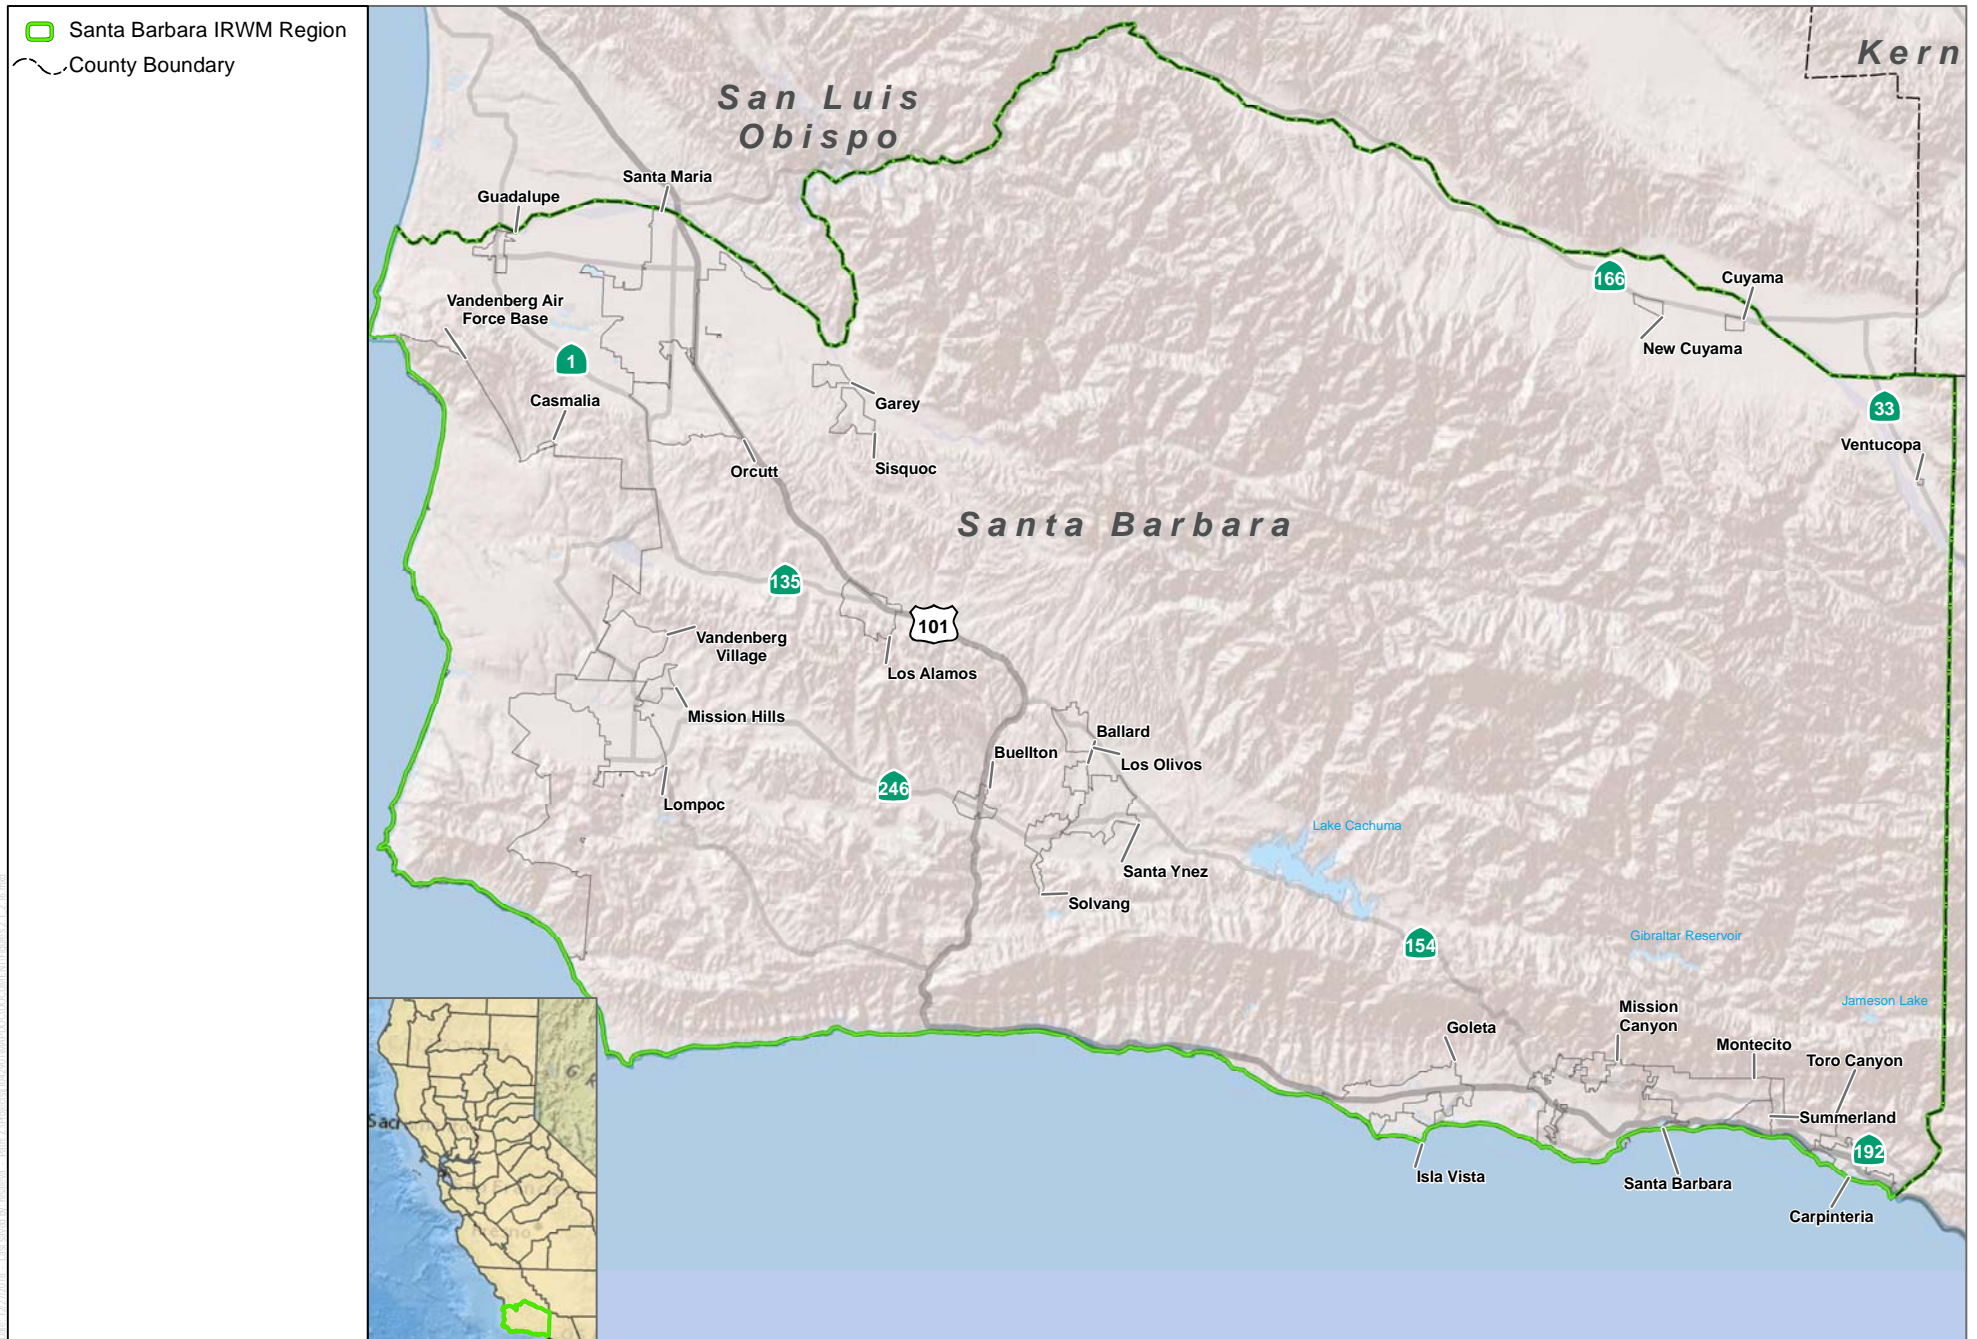 Santa Barbara IRWM Region
County Boundary
Kern
San Luis
Obispo
Santa Maria
Guadalupe
Vandenberg Air
Force Base
166
Cuyama
New Cuyama
1
Casmalia
Garey
33
Ventucopa
Orcutt
Sisquoc
Santa Barbara
135
101
Vandenberg
Village
Los Alamos
Mission Hills
Ballard
Buellton
Los Olivos
246
Lompoc
Lake Cachuma
Santa Ynez
Solvang
154
Gibraltar Reservoir
Jameson Lake
Mission
Canyon
Goleta
Montecito
Toro Canyon
Summerland
192
Isla Vista
Santa Barbara
Carpinteria